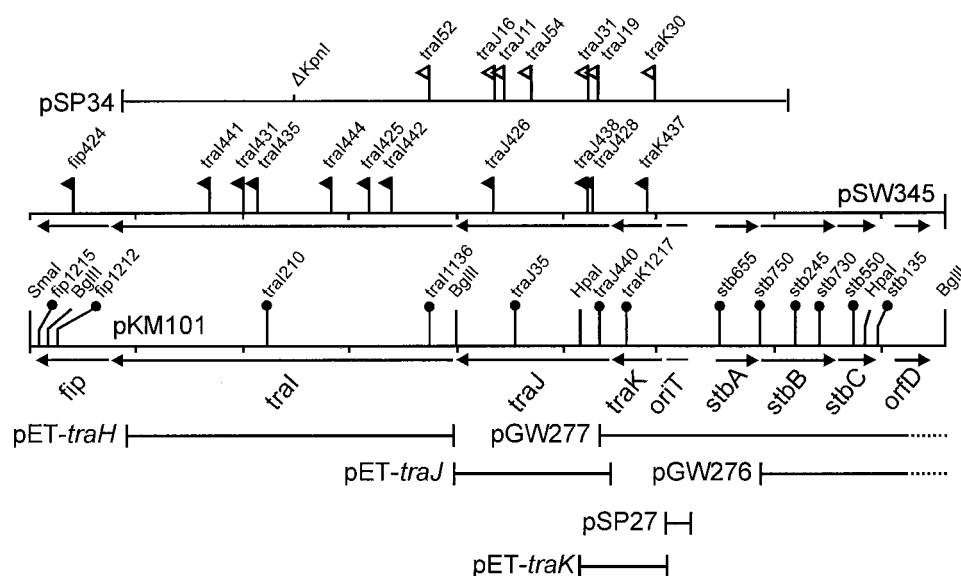 traI52 traJ16 traJ11 traJ54 traJ31 traJ19 traK30
ΔKpnI
pSP34
fip424 traI441 traI431 traI435 traI444 traI425 traI442 traJ426 traJ438 traJ428 traK437
pSW345
SmaI fip1215 BglII fip1212 traI210 traI1136 BglII traJ35 HpaI traJ440 traK1217 stb655 stb750 stb245 stb730 stb550 HpaI stb135 BglII
pKM101
fip traI traJ traK oriT stbA stbB stbC orfD
pET-traH pGW277
pET-traJ pGW276
pSP27
pET-traK